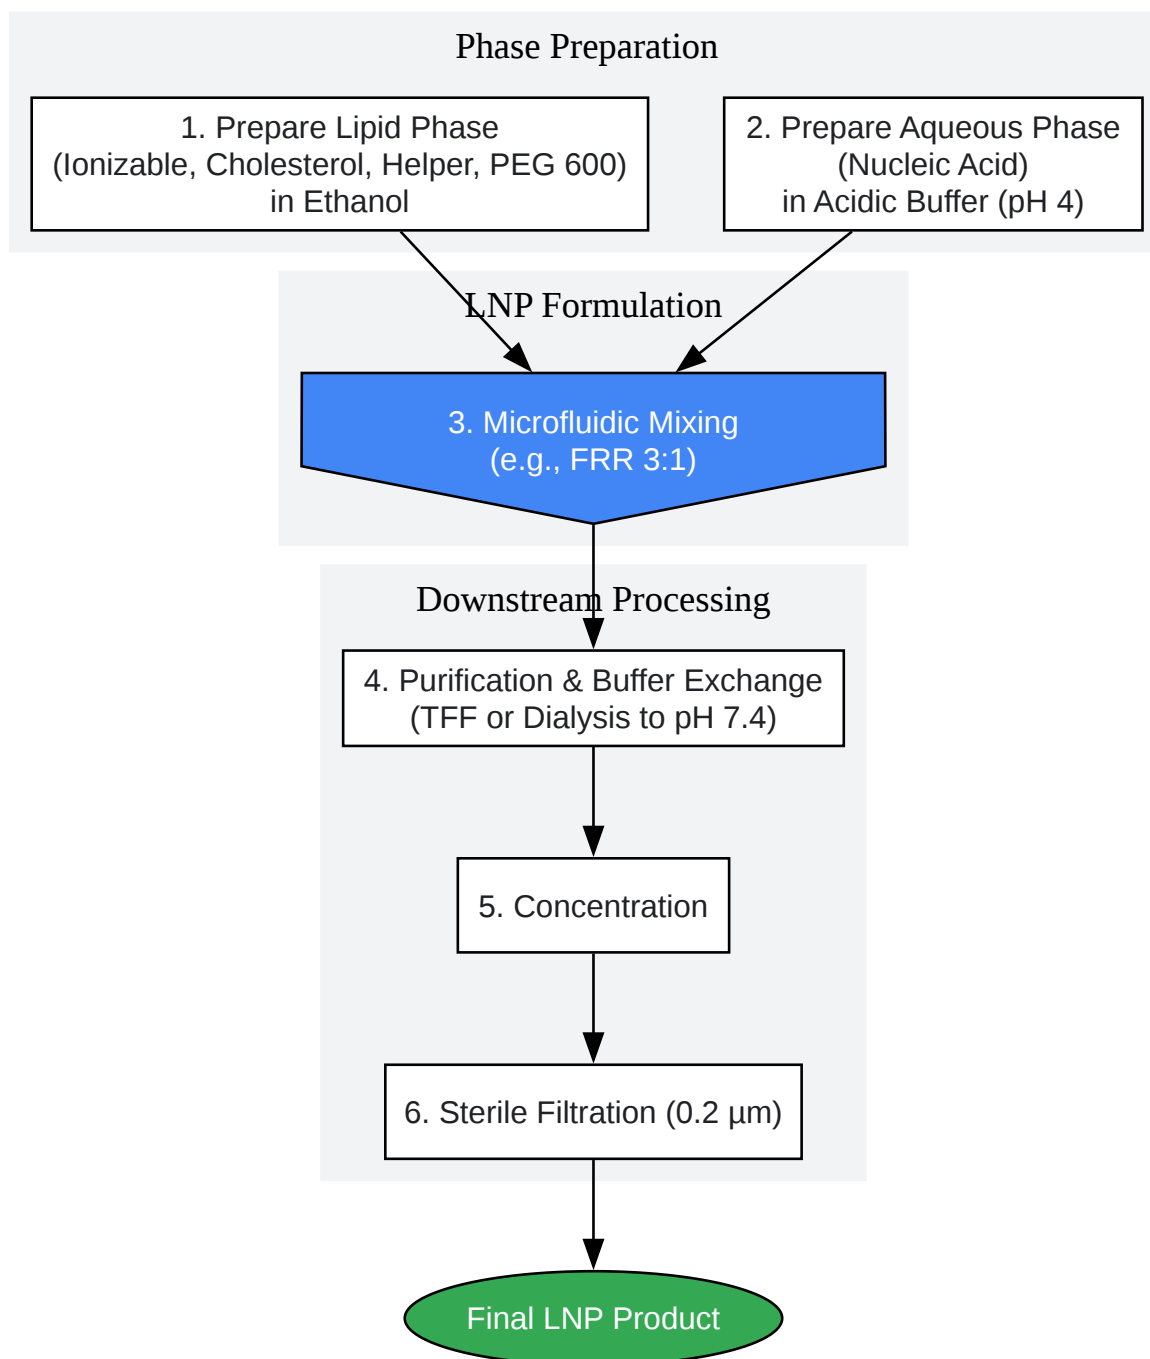 Phase Preparation
1. Prepare Lipid Phase
(Ionizable, Cholesterol, Helper, PEG 600)
in Ethanol
2. Prepare Aqueous Phase
(Nucleic Acid)
in Acidic Buffer (pH 4)
LNP Formulation
3. Microfluidic Mixing
(e.g., FRR 3:1)
Downstream Processing
4. Purification & Buffer Exchange
(TFF or Dialysis to pH 7.4)
5. Concentration
6. Sterile Filtration (0.2 µm)
Final LNP Product